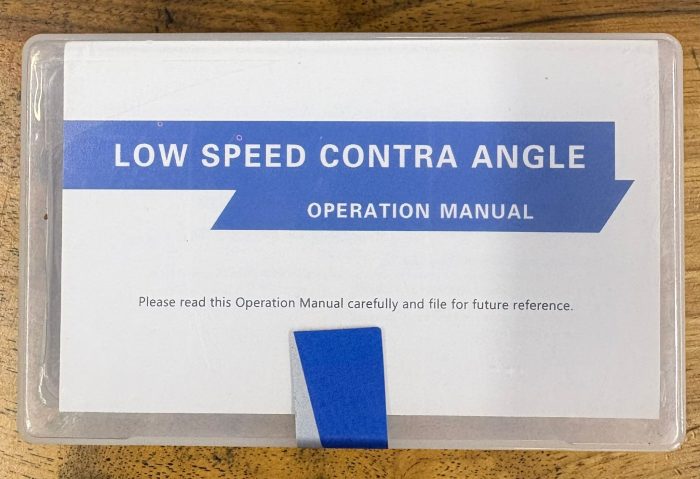 LOW SPEED CONTRA ANGLE
OPERATION MANUAL
Please read this Operation Manual carefully and file for future reference.